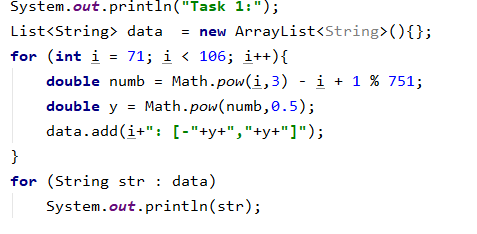 System.out.println("Task 1:");
List<String> data  = new ArrayList<String>(){};
for (int i = 71; i < 106; i++){
    double numb = Math.pow(i,3) - i + 1 % 751;
    double y = Math.pow(numb,0.5);
    data.add(i+": [-"+y+","+y+"]");
}
for (String str : data)
    System.out.println(str);